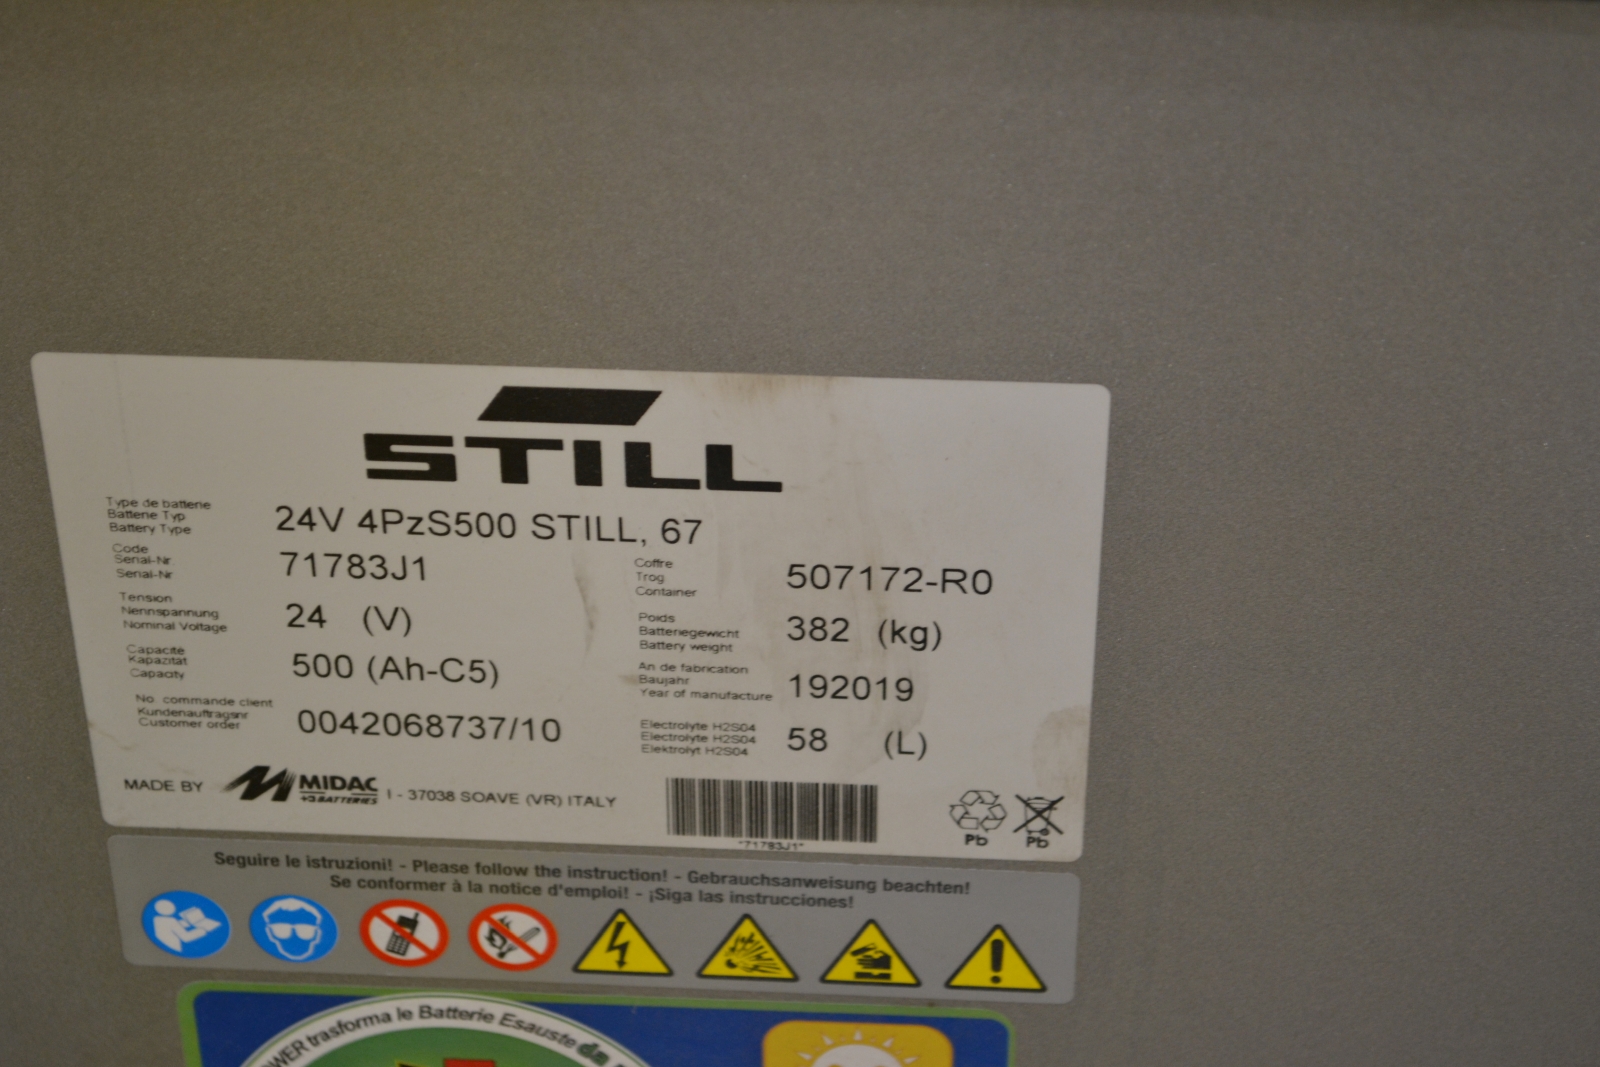 STILL
Type de batterie
Batterie Typ
Battery Type
24V 4PzS500 STILL, 67
Code
Serial-Nr.
Serial-Nr
71783J1
Coffre
Trog
Container
507172-R0
Tension
Nennspannung
Nominal Voltage
24 (V)
Poids
Batteriegewicht
Battery weight
382 (kg)
Capacite
Kapazitat
Capacity
500 (Ah-C5)
An de fabrication
Baujahr
Year of manufacture
192019
No. commande client
Kundenauftragsnr
Customer order
0042068737/10
Electrolyte H2S04
Electrolyte H2S04
Elektrolyt H2S04
58 (L)
MADE BY MIDAC BATTERIES I - 37038 SOAVE (VR) ITALY
*71783J1*
Pb Pb
Seguire le istruzioni! - Please follow the instruction! - Gebrauchsanweisung beachten!
Se conformer à la notice d'emploi! - ¡Siga las instrucciones!
trasforma le Batterie Esauste da